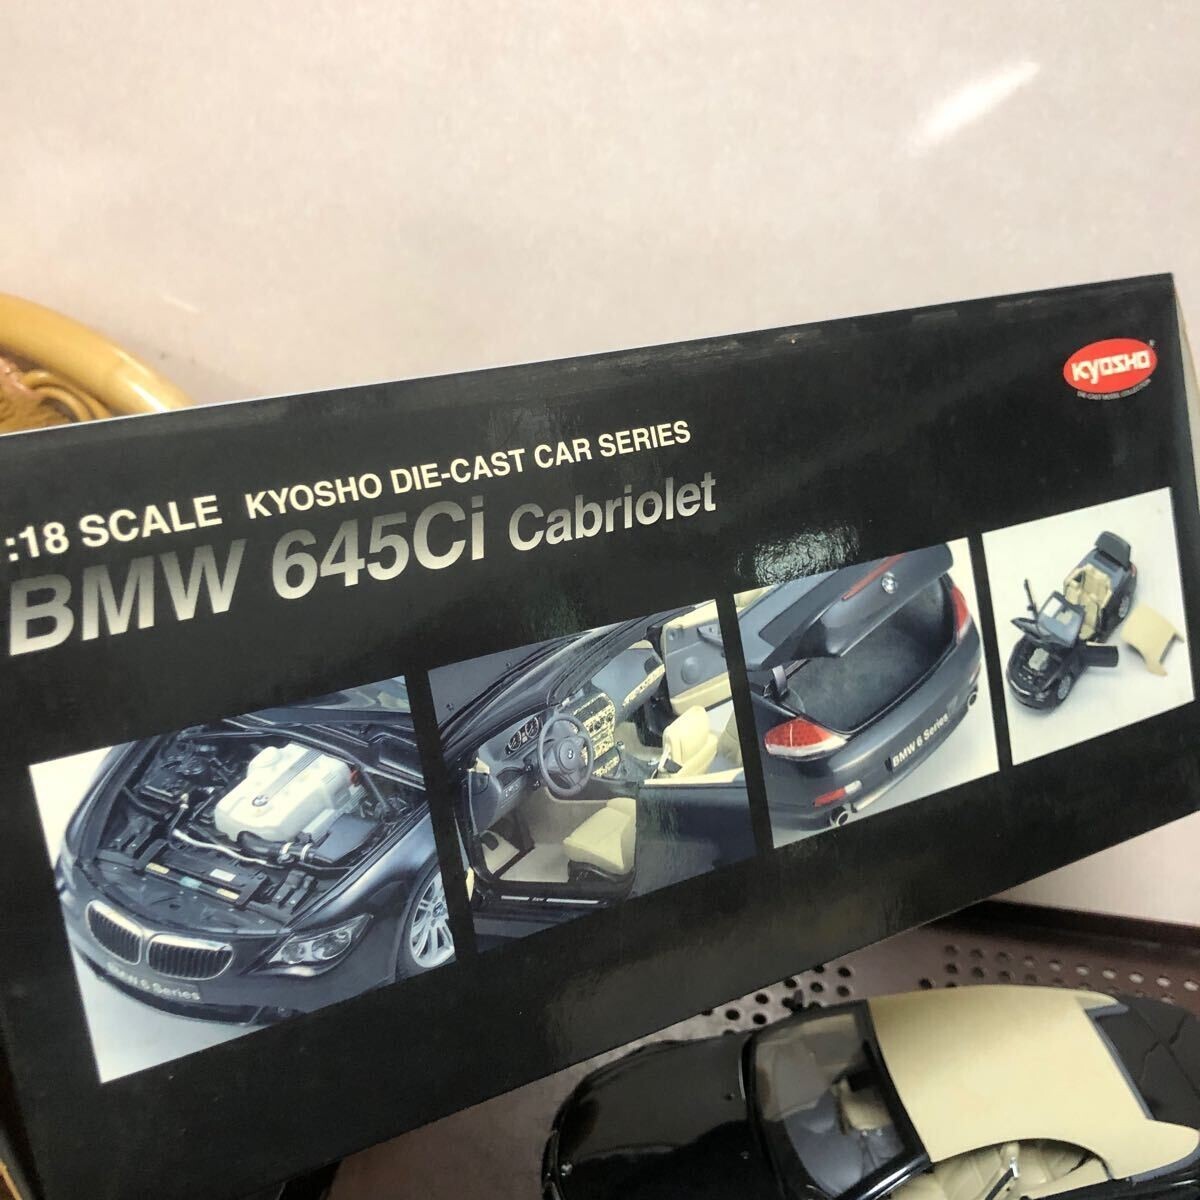 KYOSHO
DIE-CAST MODEL COLLECTION
:18 SCALE KYOSHO DIE-CAST CAR SERIES
BMW 645Ci Cabriolet
BMW 6 Series
BMW 6 Series